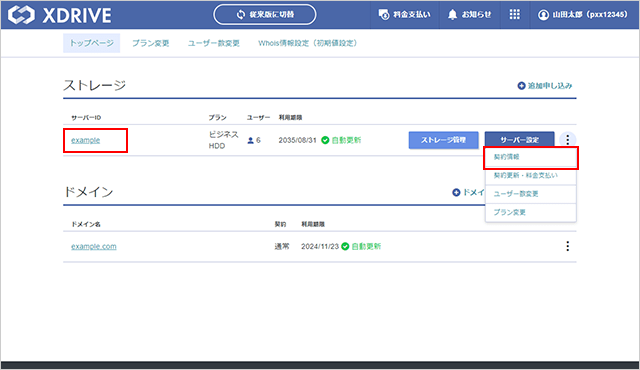 XDRIVE 従来版に切替 料金支払い お知らせ 山田太郎（pxx12345）
トップページ プラン変更 ユーザー数変更 Whois情報設定（初期値設定）
ストレージ 追加申し込み
サーバーID プラン ユーザー 利用期限
example ビジネス HDD 6 2035/08/31 自動更新 ストレージ管理 サーバー設定
契約情報
契約更新・料金支払い
ユーザー数変更
プラン変更
ドメイン ドメイ
ドメイン名 契約 利用期限
example.com 通常 2024/11/23 自動更新